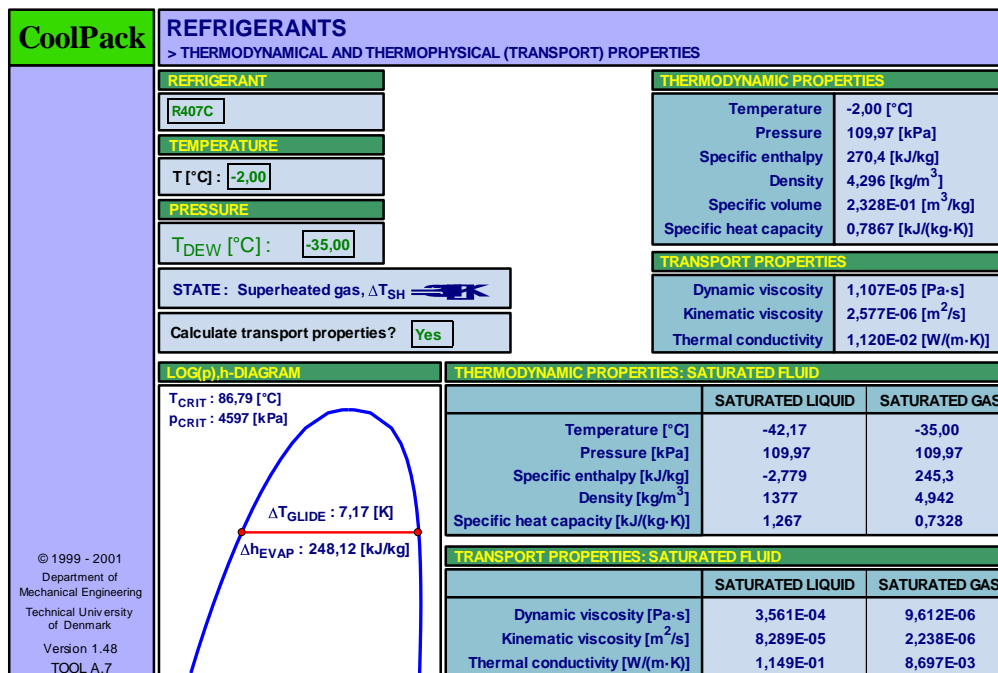 CoolPack
REFRIGERANTS
> THERMODYNAMICAL AND THERMOPHYSICAL (TRANSPORT) PROPERTIES
REFRIGERANT
R407C
TEMPERATURE
T [°C] : -2,00
PRESSURE
TDEW [°C] : -35,00
STATE : Superheated gas, ΔTSH
Calculate transport properties? Yes
THERMODYNAMIC PROPERTIES
Temperature -2,00 [°C]
Pressure 109,97 [kPa]
Specific enthalpy 270,4 [kJ/kg]
Density 4,296 [kg/m3]
Specific volume 2,328E-01 [m3/kg]
Specific heat capacity 0,7867 [kJ/(kg·K)]
TRANSPORT PROPERTIES
Dynamic viscosity 1,107E-05 [Pa·s]
Kinematic viscosity 2,577E-06 [m2/s]
Thermal conductivity 1,120E-02 [W/(m·K)]
LOG(p),h-DIAGRAM
TCRIT : 86,79 [°C]
pCRIT : 4597 [kPa]
ΔTGLIDE : 7,17 [K]
ΔhEVAP : 248,12 [kJ/kg]
THERMODYNAMIC PROPERTIES: SATURATED FLUID
SATURATED LIQUID SATURATED GAS
Temperature [°C] -42,17 -35,00
Pressure [kPa] 109,97 109,97
Specific enthalpy [kJ/kg] -2,779 245,3
Density [kg/m3] 1377 4,942
Specific heat capacity [kJ/(kg·K)] 1,267 0,7328
TRANSPORT PROPERTIES: SATURATED FLUID
SATURATED LIQUID SATURATED GAS
Dynamic viscosity [Pa·s] 3,561E-04 9,612E-06
Kinematic viscosity [m2/s] 8,289E-05 2,238E-06
Thermal conductivity [W/(m·K)] 1,149E-01 8,697E-03
© 1999 - 2001
Department of
Mechanical Engineering
Technical University
of Denmark
Version 1.48
TOOL A.7